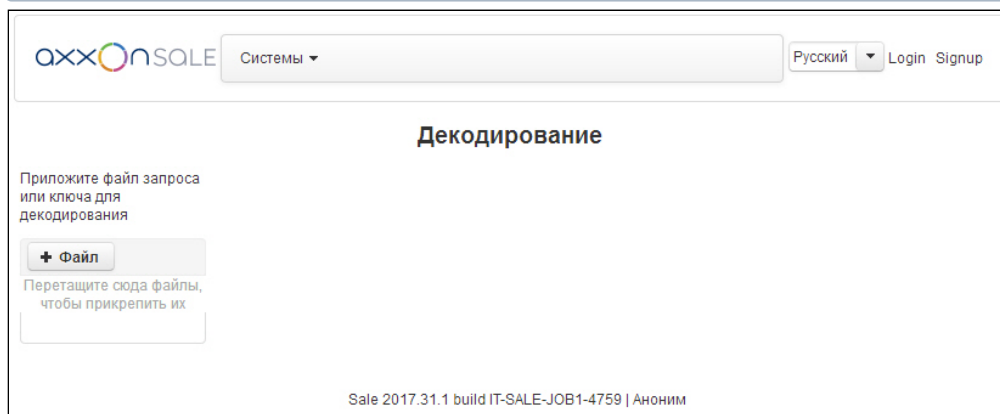 axxonsale Системы Русский Login Signup
Декодирование
Приложите файл запроса
или ключа для
декодирования
+ Файл
Перетащите сюда файлы,
чтобы прикрепить их
Sale 2017.31.1 build IT-SALE-JOB1-4759 | Аноним